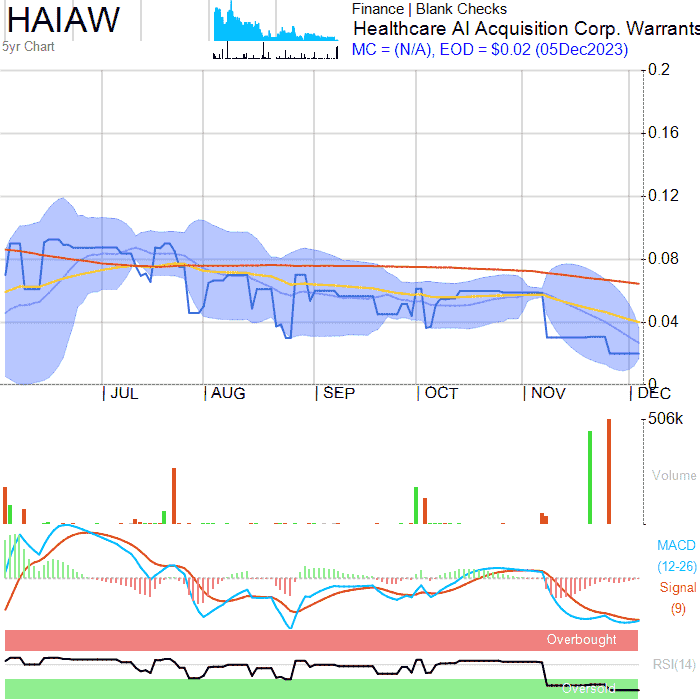 HAIAW
5yr Chart
Finance | Blank Checks
Healthcare AI Acquisition Corp. Warrants
MC = (N/A), EOD = $0.02 (05Dec2023)
0.2
0.16
0.12
0.08
0.04
0
JUL
AUG
SEP
OCT
NOV
DEC
506k
Volume
MACD
(12-26)
Signal
(9)
Overbought
RSI(14)
Oversold